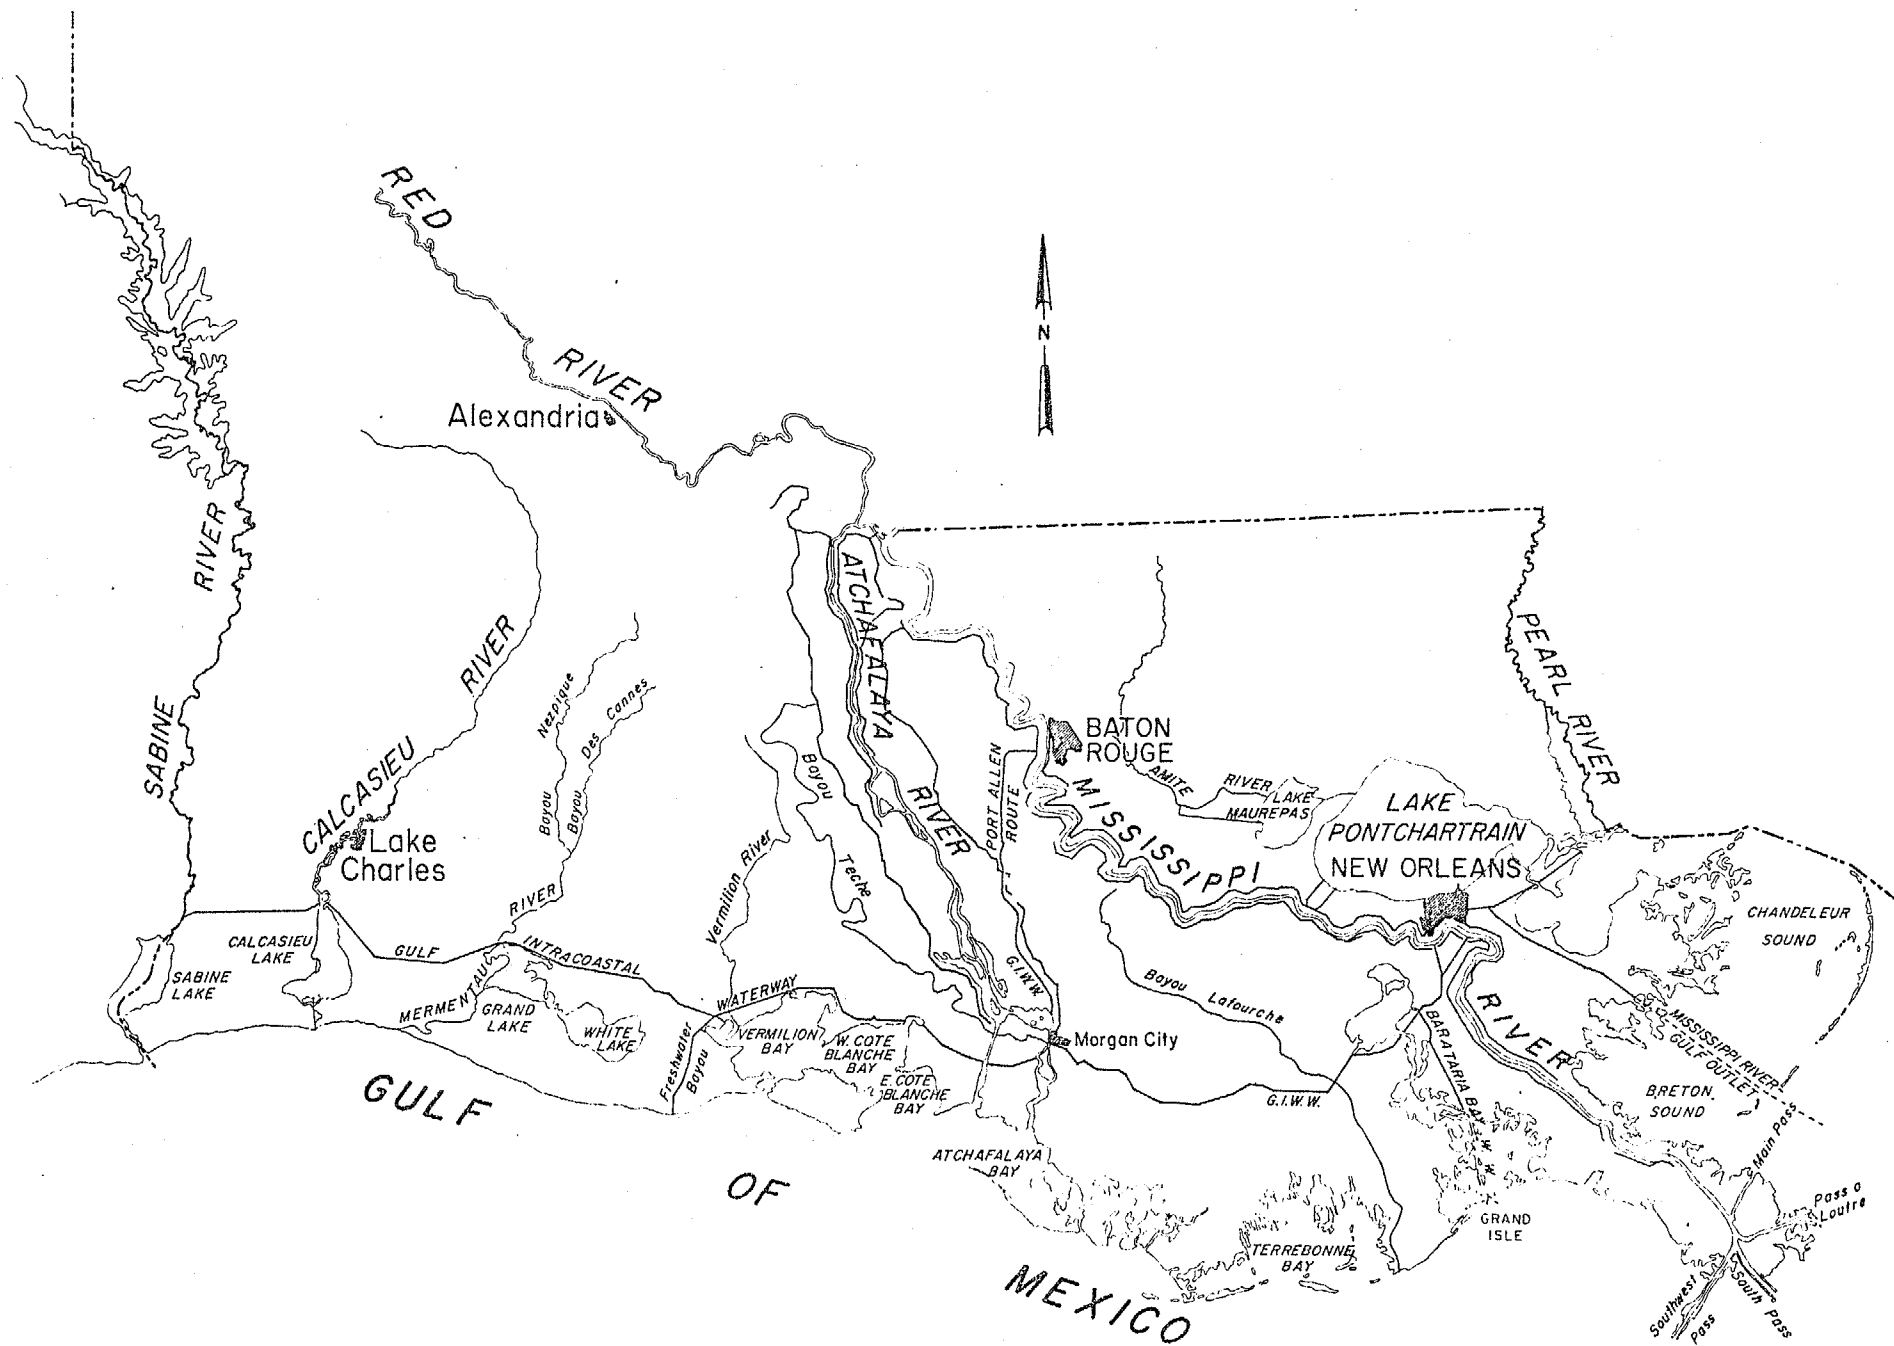 RED
RIVER
Alexandria
N
SABINE
RIVER
CALCASIEU
RIVER
Lake
Charles
Bayou
Nezpique
Bayou
Des
Cannes
ATCHAFALAYA
RIVER
Bayou
Teche
Vermilion River
PORT ALLEN
ROUTE
BATON
ROUGE
MISSISSIPPI
RIVER
AMITE
RIVER
LAKE
MAUREPAS
PEARL
RIVER
LAKE
PONTCHARTRAIN
NEW ORLEANS
CHANDELEUR
SOUND
CALCASIEU
LAKE
SABINE
LAKE
GULF
INTRACOASTAL
WATERWAY
MERMENTAU
RIVER
GRAND
LAKE
WHITE
LAKE
Freshwater
Bayou
VERMILION
BAY
W. COTE
BLANCHE
BAY
E. COTE
BLANCHE
BAY
G.I.W.W.
Morgan City
Bayou
Lafourche
G.I.W.W.
BARATARIA BAY W. W.
MISSISSIPPI RIVER
GULF OUTLET
BRETON
SOUND
Main Pass
Pass a
Loutre
South Pass
Southwest
Pass
ATCHAFALAYA
BAY
TERREBONNE
BAY
GRAND
ISLE
GULF
OF
MEXICO